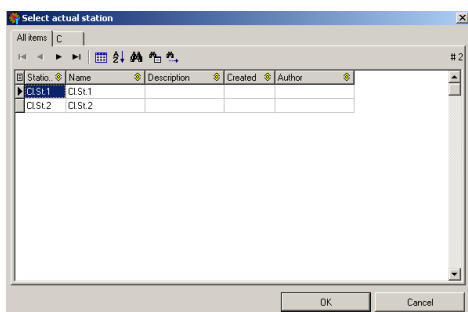 Select actual station
All items C
# 2
Statio.. Name Description Created Author
Cl.St.1 Cl.St.1
Cl.St.2 Cl.St.2
OK Cancel